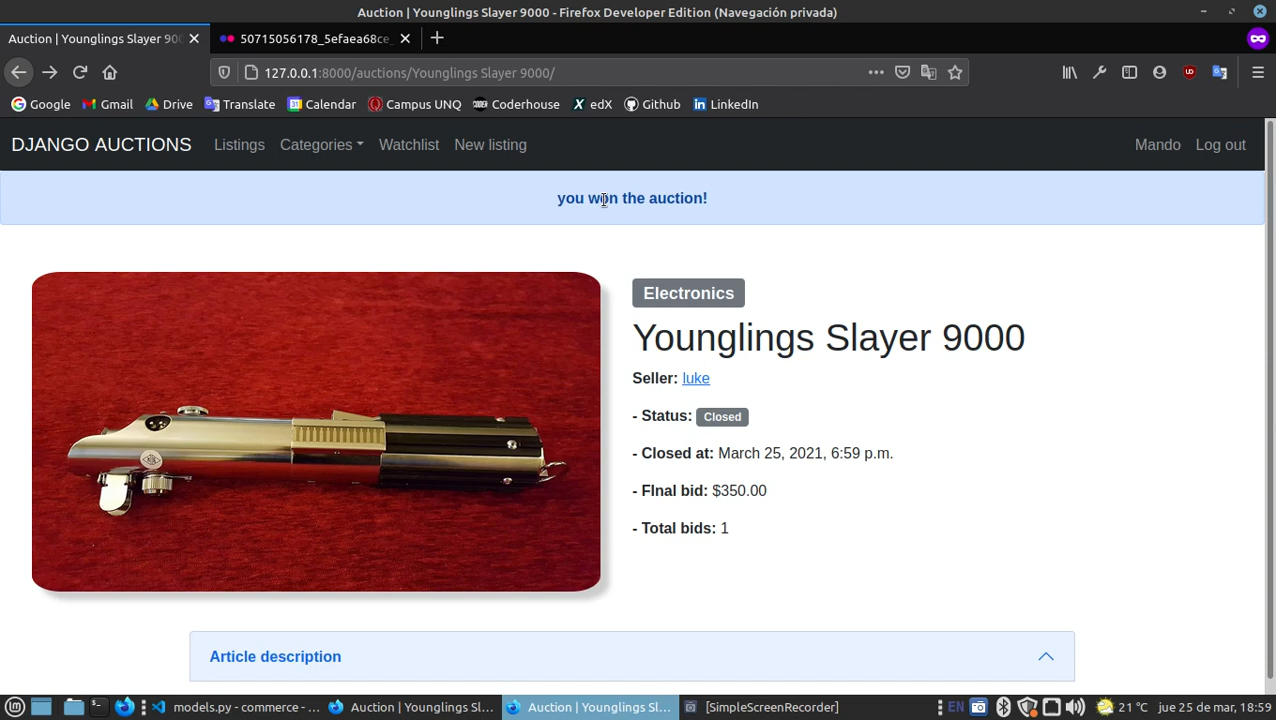 Auction | Younglings Slayer 9000 - Firefox Developer Edition (Navegación privada)
Auction | Younglings Slayer 900
50715056178_5efaea68ce_
127.0.0.1:8000/auctions/Younglings Slayer 9000/
Google Gmail Drive Translate Calendar Campus UNQ Coderhouse edX Github LinkedIn
DJANGO AUCTIONS Listings Categories Watchlist New listing Mando Log out
you won the auction!
Electronics
Younglings Slayer 9000
Seller: luke
- Status: Closed
- Closed at: March 25, 2021, 6:59 p.m.
- FInal bid: $350.00
- Total bids: 1
Article description
models.py - commerce - ... Auction | Younglings Sl... Auction | Younglings Sl... [SimpleScreenRecorder] EN 21 °C jue 25 de mar, 18:59